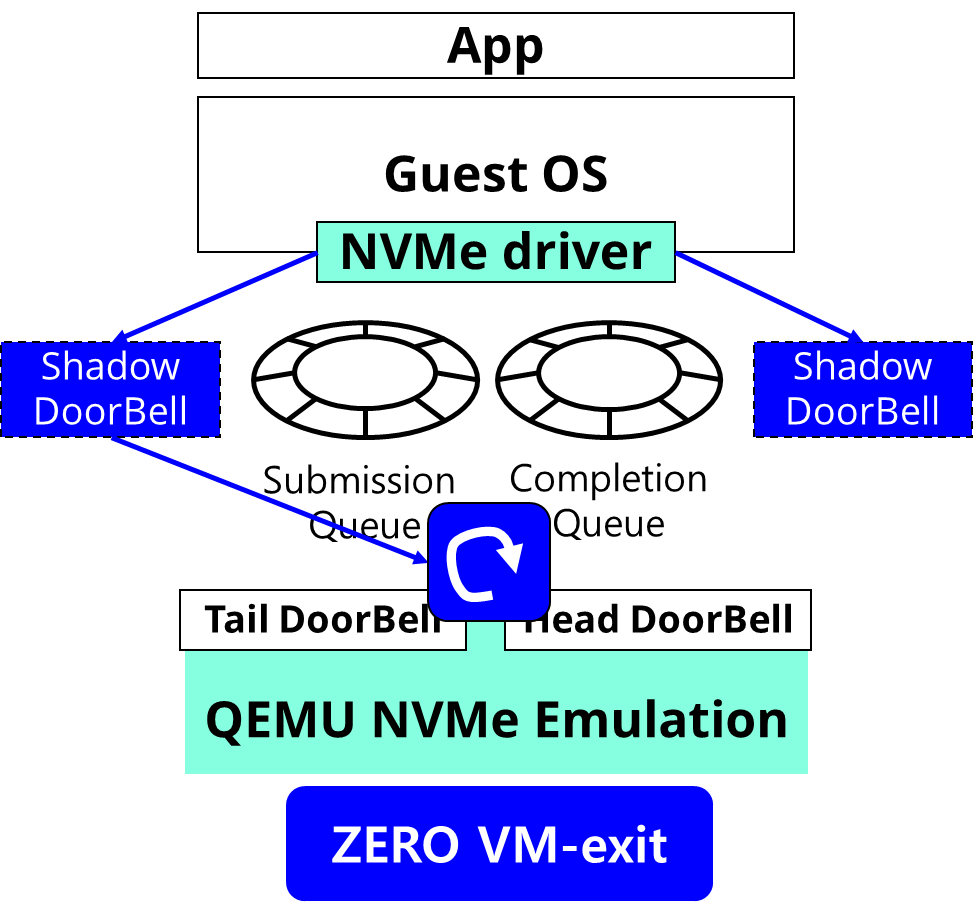 App
Guest OS
NVMe driver
Shadow
DoorBell
Shadow
DoorBell
Submission
Queue
Completion
Queue
Tail DoorBell
Head DoorBell
QEMU NVMe Emulation
ZERO VM-exit